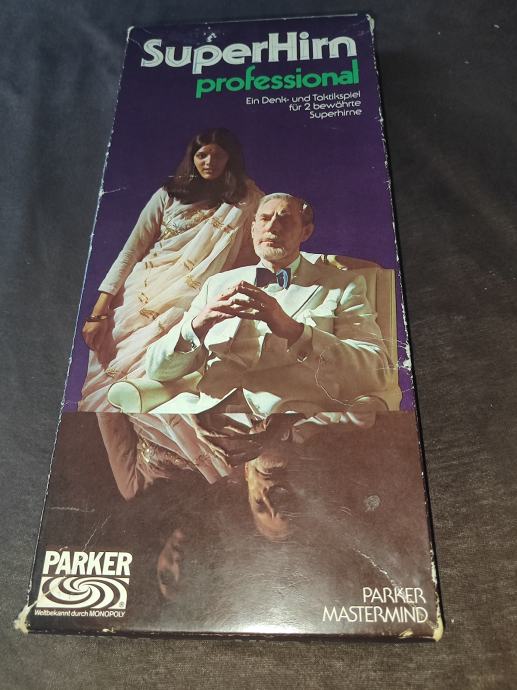 SuperHirn
professional
Ein Denk- und Taktikspiel
für 2 bewährte
Superhirne
PARKER
®
Weltbekannt durch MONOPOLY
PARKER
MASTERMIND